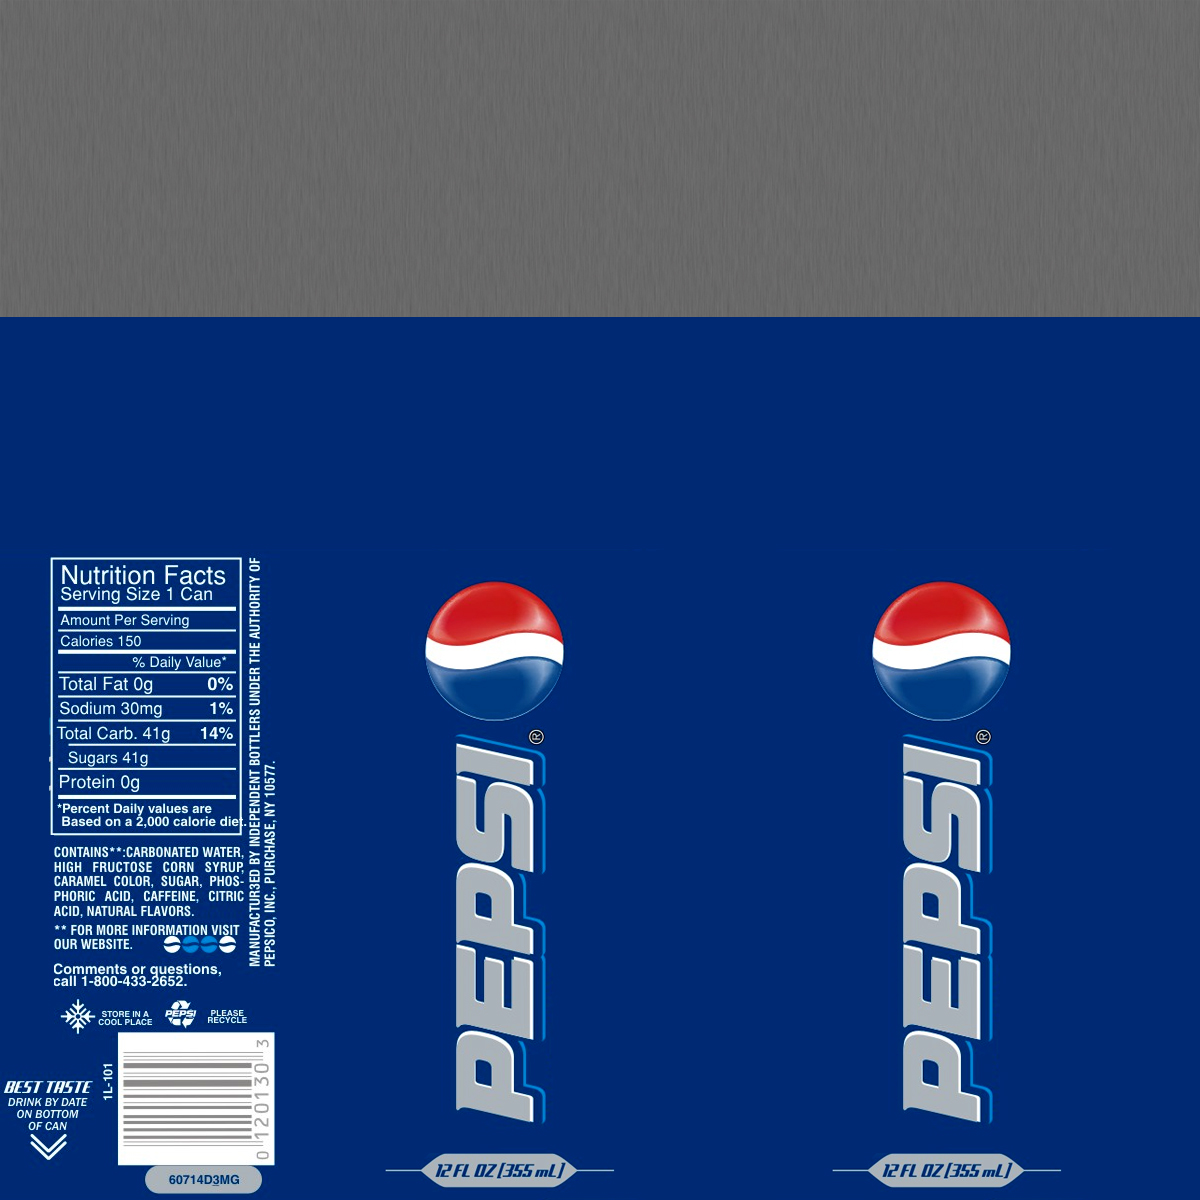 Nutrition Facts
Serving Size 1 Can
Amount Per Serving
Calories 150
% Daily Value*
Total Fat 0g 0%
Sodium 30mg 1%
Total Carb. 41g 14%
Sugars 41g
Protein 0g
*Percent Daily values are
Based on a 2,000 calorie diet.
CONTAINS**:CARBONATED WATER,
HIGH FRUCTOSE CORN SYRUP,
CARAMEL COLOR, SUGAR, PHOS-
PHORIC ACID, CAFFEINE, CITRIC
ACID, NATURAL FLAVORS.
** FOR MORE INFORMATION VISIT
OUR WEBSITE.
Comments or questions,
call 1-800-433-2652.
MANUFACTUR3ED BY INDEPENDENT BOTTLERS UNDER THE AUTHORITY OF
PEPSICO, INC., PURCHASE, NY 10577.
STORE IN A
COOL PLACE
PEPSI
PLEASE
RECYCLE
BEST TASTE
DRINK BY DATE
ON BOTTOM
OF CAN
1L-101
0 120130 3
60714D3MG
PEPSI®
12 FL OZ (355 mL)
PEPSI®
12 FL OZ (355 mL)